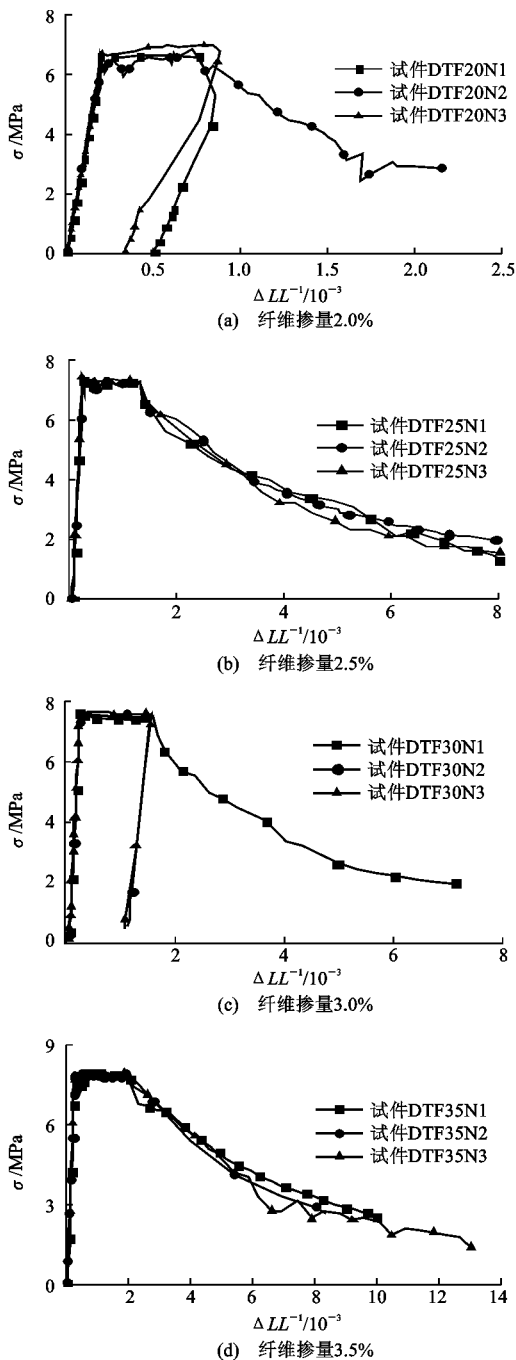 8
6
4
2
0
σ/MPa
试件DTF20N1
试件DTF20N2
试件DTF20N3
0.5 1.0 1.5 2.0 2.5
ΔLL⁻¹/10⁻³
(a) 纤维掺量2.0%
8
6
4
2
0
σ/MPa
试件DTF25N1
试件DTF25N2
试件DTF25N3
2 4 6 8
ΔLL⁻¹/10⁻³
(b) 纤维掺量2.5%
8
6
4
2
0
σ/MPa
试件DTF30N1
试件DTF30N2
试件DTF30N3
2 4 6 8
ΔLL⁻¹/10⁻³
(c) 纤维掺量3.0%
9
6
3
0
σ/MPa
试件DTF35N1
试件DTF35N2
试件DTF35N3
2 4 6 8 10 12 14
ΔLL⁻¹/10⁻³
(d) 纤维掺量3.5%